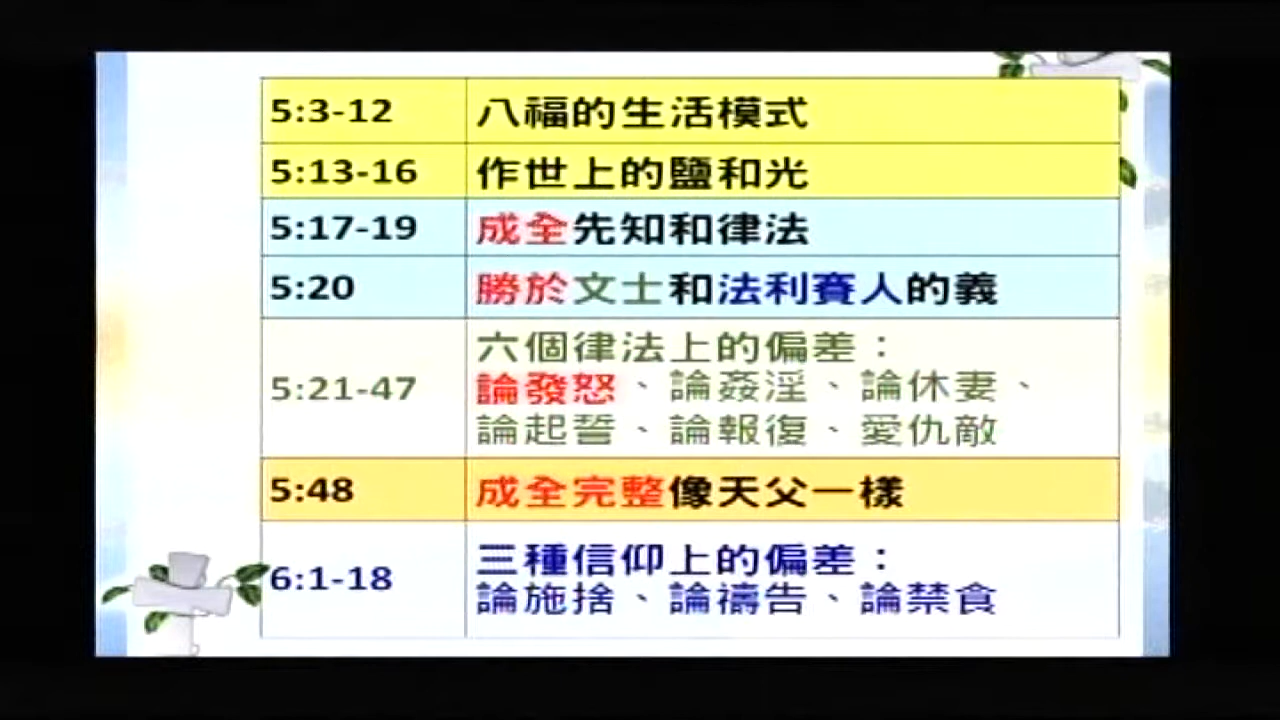 5:3-12 八福的生活模式
5:13-16 作世上的鹽和光
5:17-19 成全先知和律法
5:20 勝於文士和法利賽人的義
5:21-47 六個律法上的偏差：
論發怒、論姦淫、論休妻、
論起誓、論報復、愛仇敵
5:48 成全完整像天父一樣
6:1-18 三種信仰上的偏差：
論施捨、論禱告、論禁食